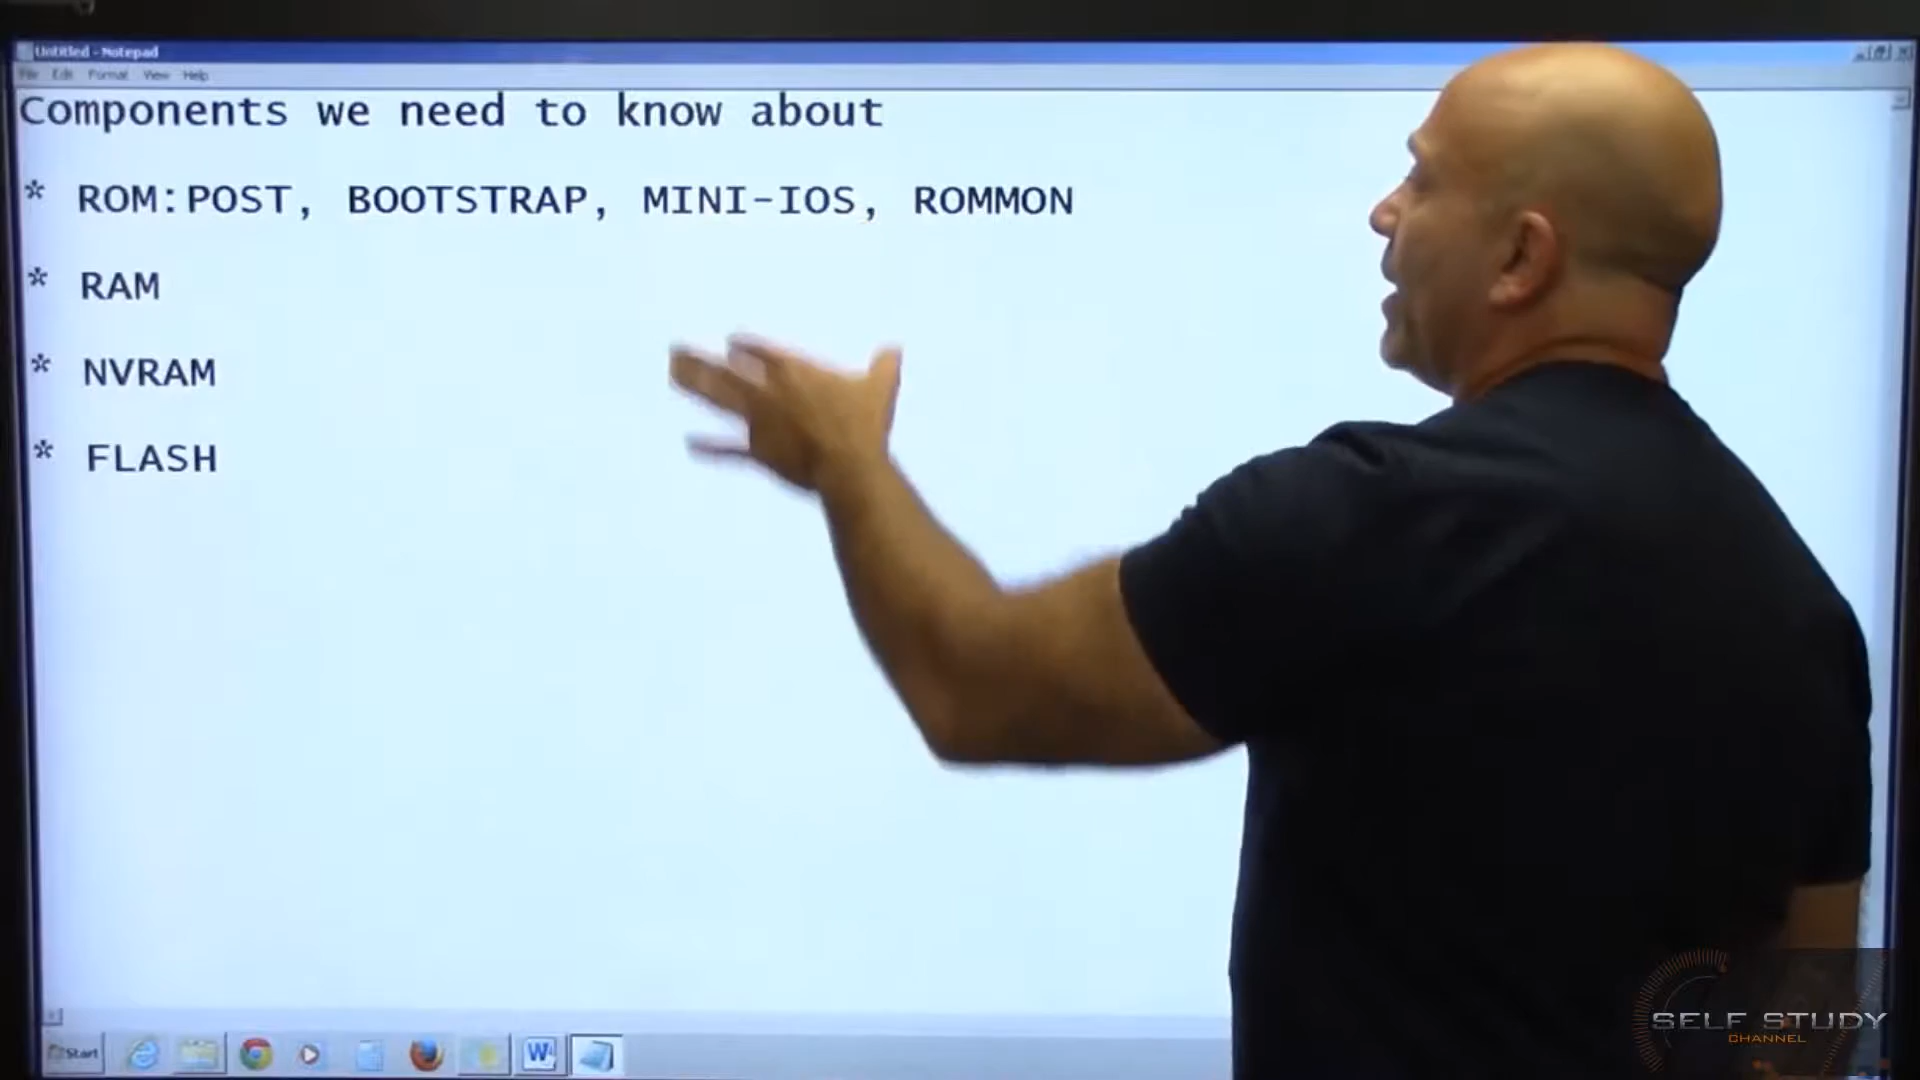 Untitled - Notepad
File Edit Format View Help
Components we need to know about
* ROM:POST, BOOTSTRAP, MINI-IOS, ROMMON
* RAM
* NVRAM
* FLASH
Start
W
SELF STUDY
CHANNEL